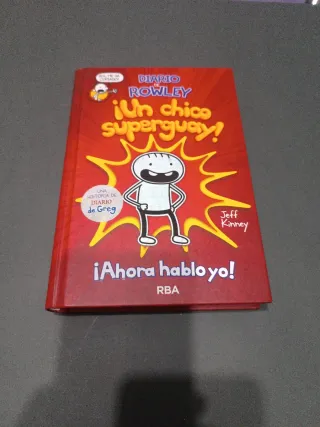 DIARIO
DE
ROWLEY
¡Un chico
superguay!
UNA
HISTORIA DE
DIARIO
de Greg
Jeff
Kinney
¡Ahora hablo yo!
RBA